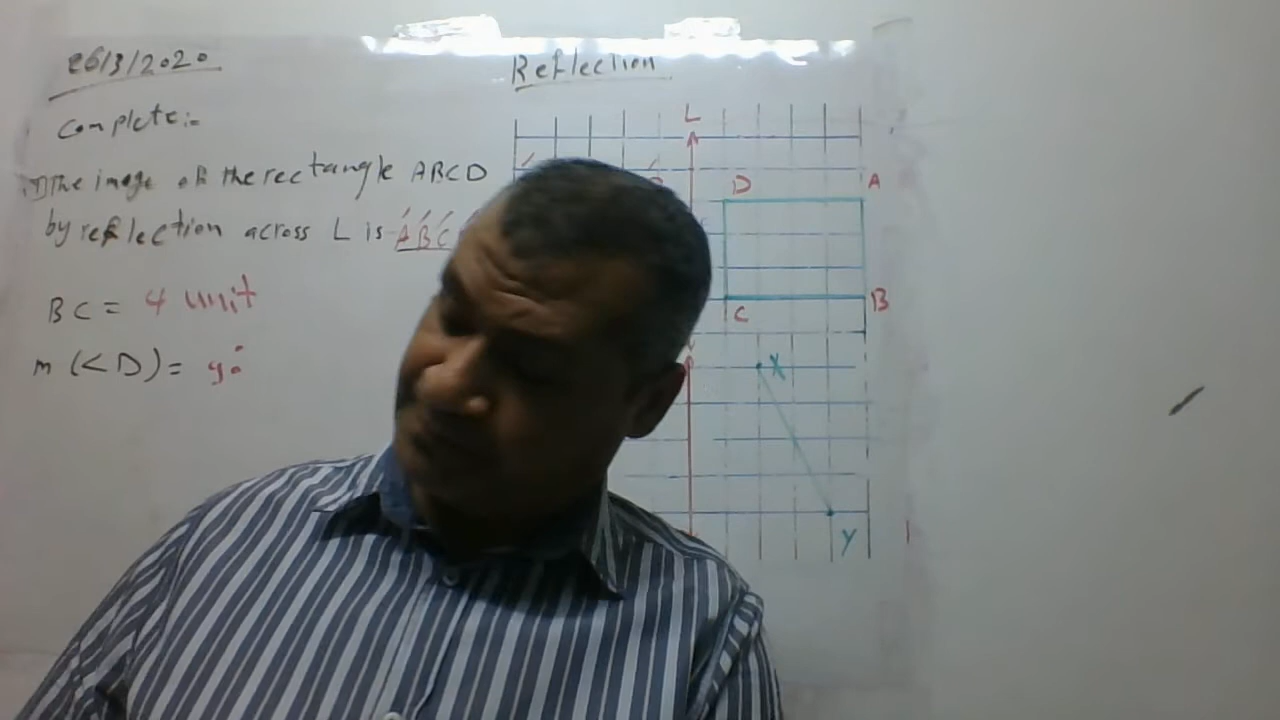 26/3/2020
Reflection
Complete:-
1) The image of the rectangle ABCD
by reflection across L is A'B'C'
BC = 4 unit
m (<D) = 90°
L
D A
C B
X
Y